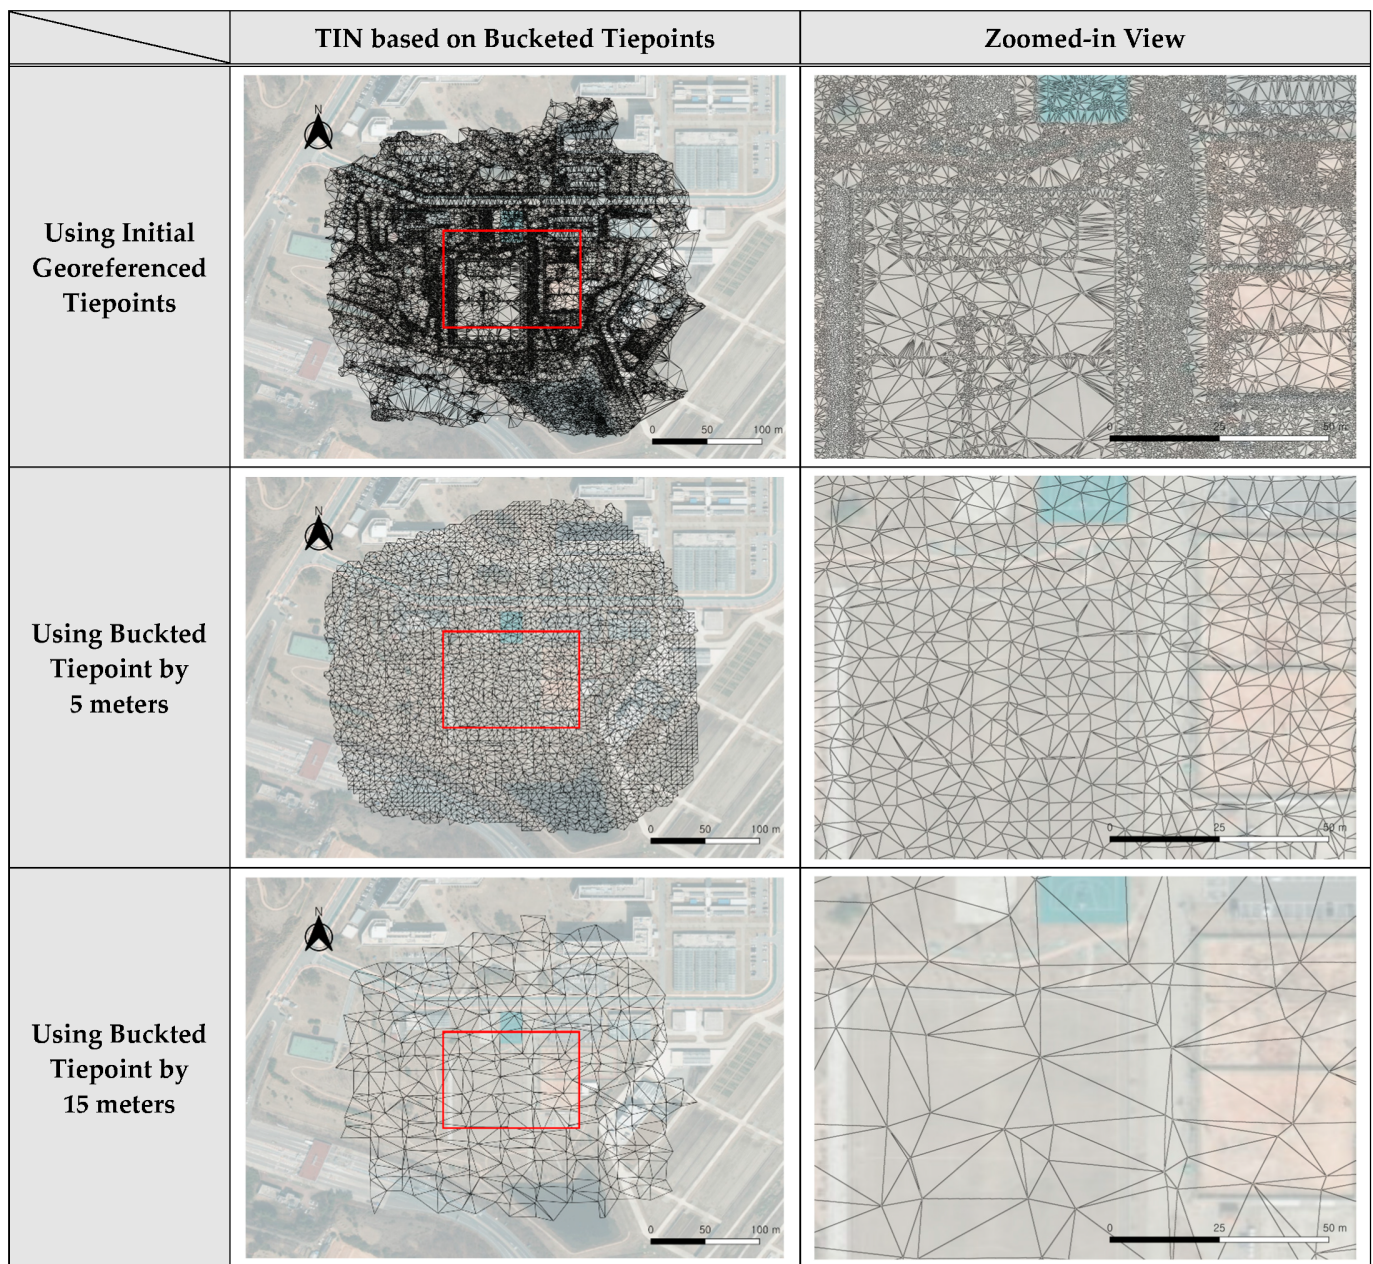 TIN based on Bucketed Tiepoints
Zoomed-in View
Using Initial
Georeferenced
Tiepoints
N
0 50 100 m
0 25 50 m
Using Buckted
Tiepoint by
5 meters
N
0 50 100 m
0 25 50 m
Using Buckted
Tiepoint by
15 meters
N
0 50 100 m
0 25 50 m